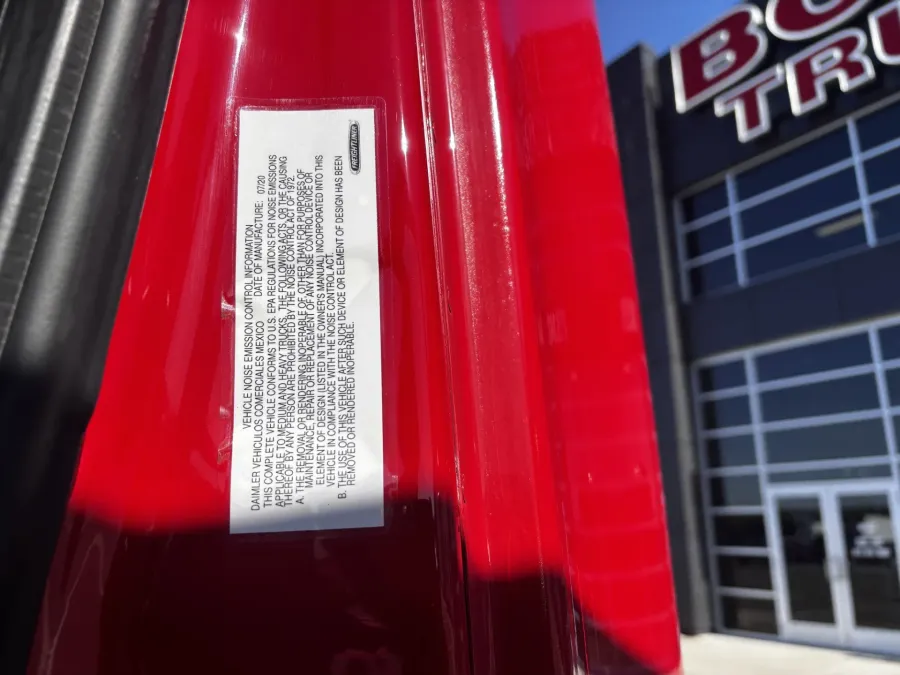 FREIGHTLINER
VEHICLE NOISE EMISSION CONTROL INFORMATION
DAIMLER VEHICULOS COMERCIALES MEXICO DATE OF MANUFACTURE: 07/20
THIS COMPLETE VEHICLE CONFORMS TO U.S. EPA REGULATIONS FOR NOISE EMISSIONS
APPLICABLE TO MEDIUM AND HEAVY TRUCKS. THE FOLLOWING ACTS OR THE CAUSING
THEREOF BY ANY PERSON ARE PROHIBITED BY THE NOISE CONTROL ACT OF 1972.
A. THE REMOVAL OR RENDERING INOPERABLE OF, OTHER THAN FOR PURPOSES OF
MAINTENANCE, REPAIR OR REPLACEMENT OF ANY NOISE CONTROL DEVICE OR
ELEMENT OF DESIGN (LISTED IN THE OWNER'S MANUAL) INCORPORATED INTO THIS
VEHICLE IN COMPLIANCE WITH THE NOISE CONTROL ACT.
B. THE USE OF THIS VEHICLE AFTER SUCH DEVICE OR ELEMENT OF DESIGN HAS BEEN
REMOVED OR RENDERED INOPERABLE.
BO
TRU